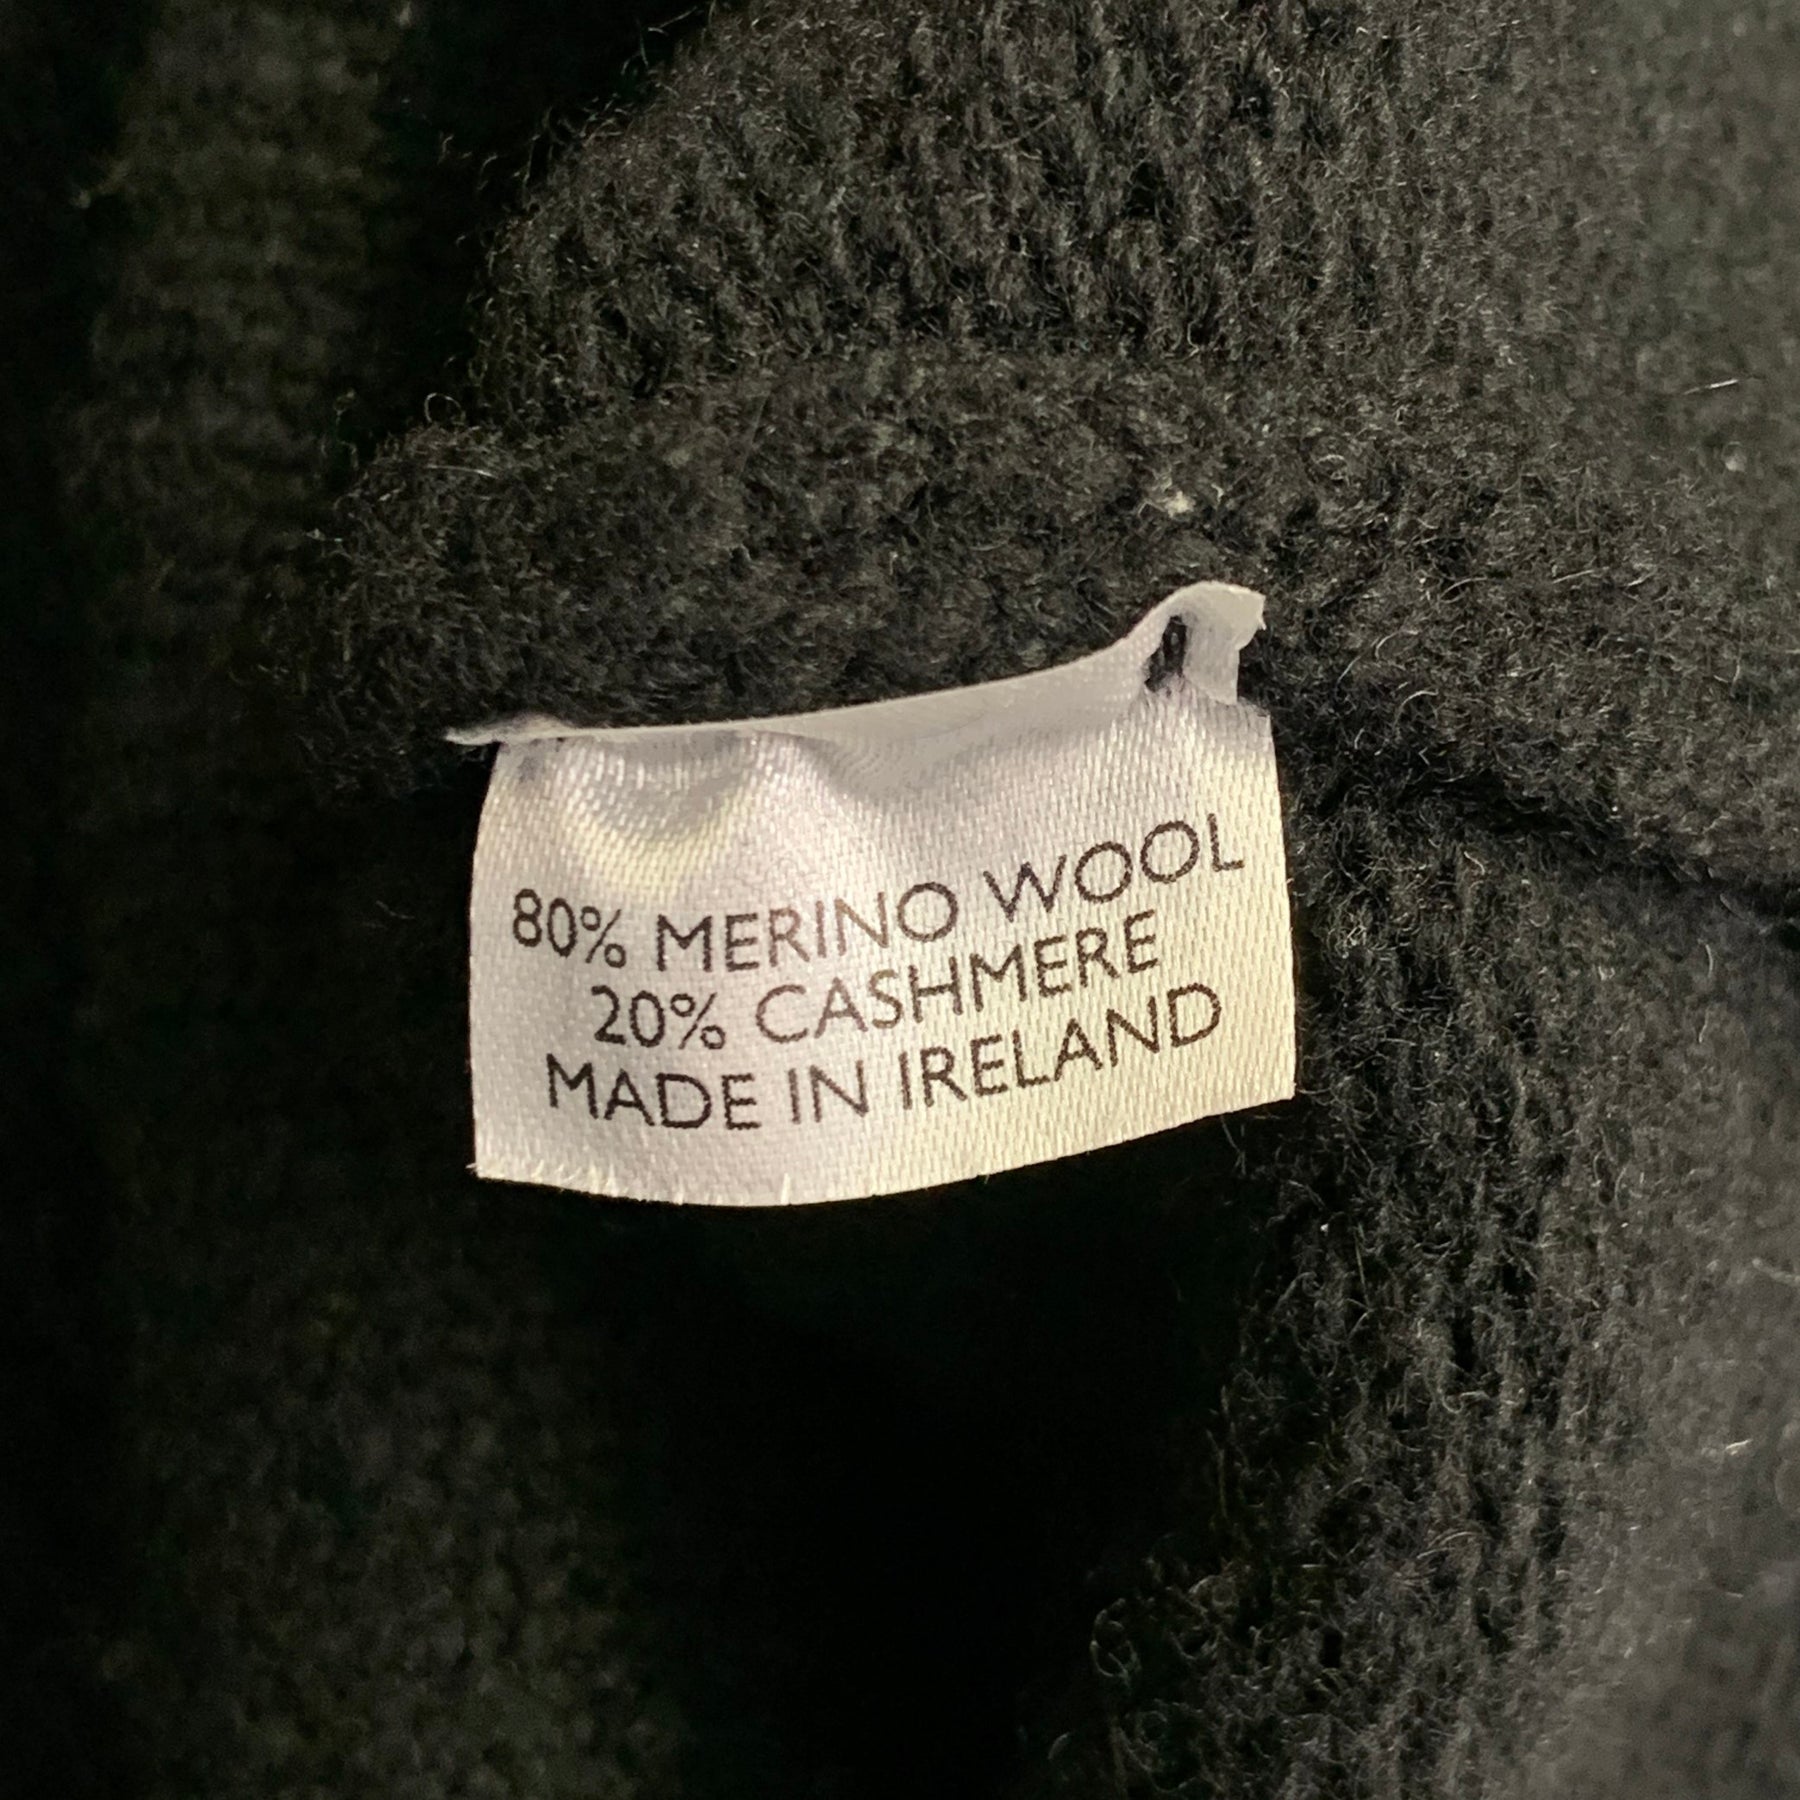 80% MERINO WOOL
20% CASHMERE
MADE IN IRELAND